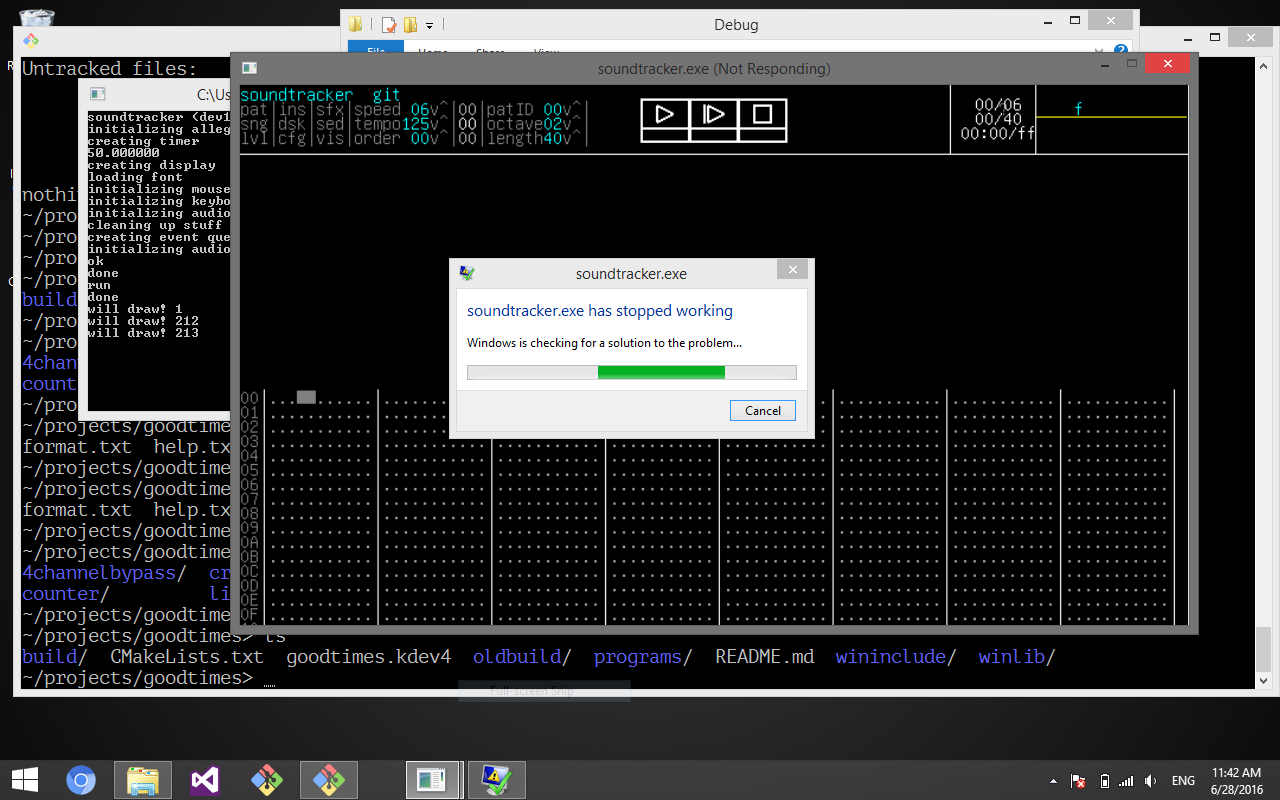 Debug
File Home Share View
Untracked files:
nothi
~/pro
~/pro
~/pro
~/pro
build
~/pro
~/pro
4chann
count
~/pro
~/projects/goodtime
format.txt help.tx
~/projects/goodtime
~/projects/goodtime
format.txt help.tx
~/projects/goodtime
~/projects/goodtime
4channelbypass/ cr
counter/ li
~/projects/goodtime
~/projects/goodtimes> ls
build/ CMakeLists.txt goodtimes.kdev4 oldbuild/ programs/ README.md wininclude/ winlib/
~/projects/goodtimes>
C:\Us
soundtracker (dev1
initializing alleg
creating timer
50.000000
creating display
loading font
initializing mouse
initializing keybo
initializing audio
cleaning up stuff
creating event que
initializing audio
ok
done
run
done
will draw! 1
will draw! 212
will draw! 213
soundtracker.exe (Not Responding)
soundtracker git
pat|ins|sfx|speed 06v^|00|patID 00v^|
sng|dsk|sed|tempo125v^|00|octave02v^|
lvl|cfg|vis|order 00v^|00|length40v^|
00/06
00/40
00:00/ff
f
soundtracker.exe
soundtracker.exe has stopped working
Windows is checking for a solution to the problem...
Cancel
00
01
02
03
04
05
06
07
08
09
0A
0B
0C
0D
0E
0F
Full-screen Snip
ENG
11:42 AM
6/28/2016